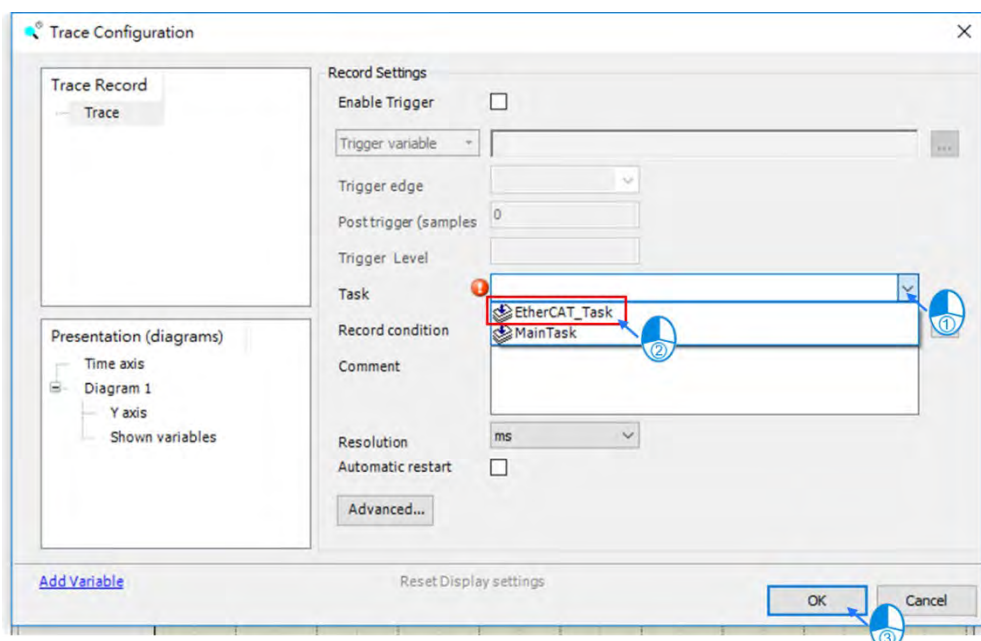 Trace Configuration
Trace Record
Trace
Record Settings
Enable Trigger
Trigger variable
...
Trigger edge
Post trigger (samples
0
Trigger Level
Task
EtherCAT_Task
①
MainTask
②
Record condition
Comment
Resolution
ms
Automatic restart
Advanced...
Presentation (diagrams)
Time axis
Diagram 1
Y axis
Shown variables
Add Variable
Reset Display settings
OK
Cancel
③